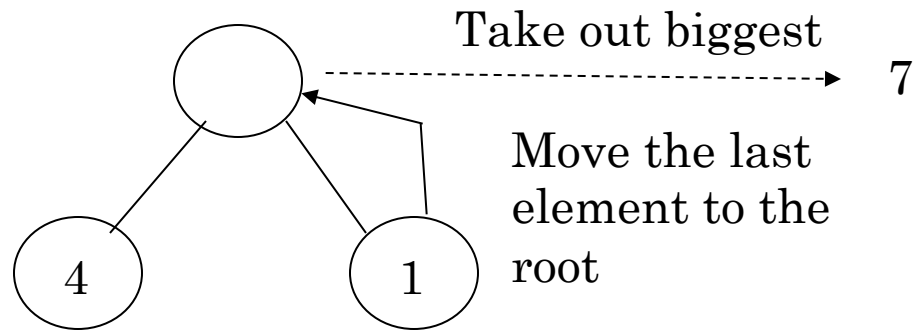 Take out biggest
7
Move the last
element to the
root
4
1